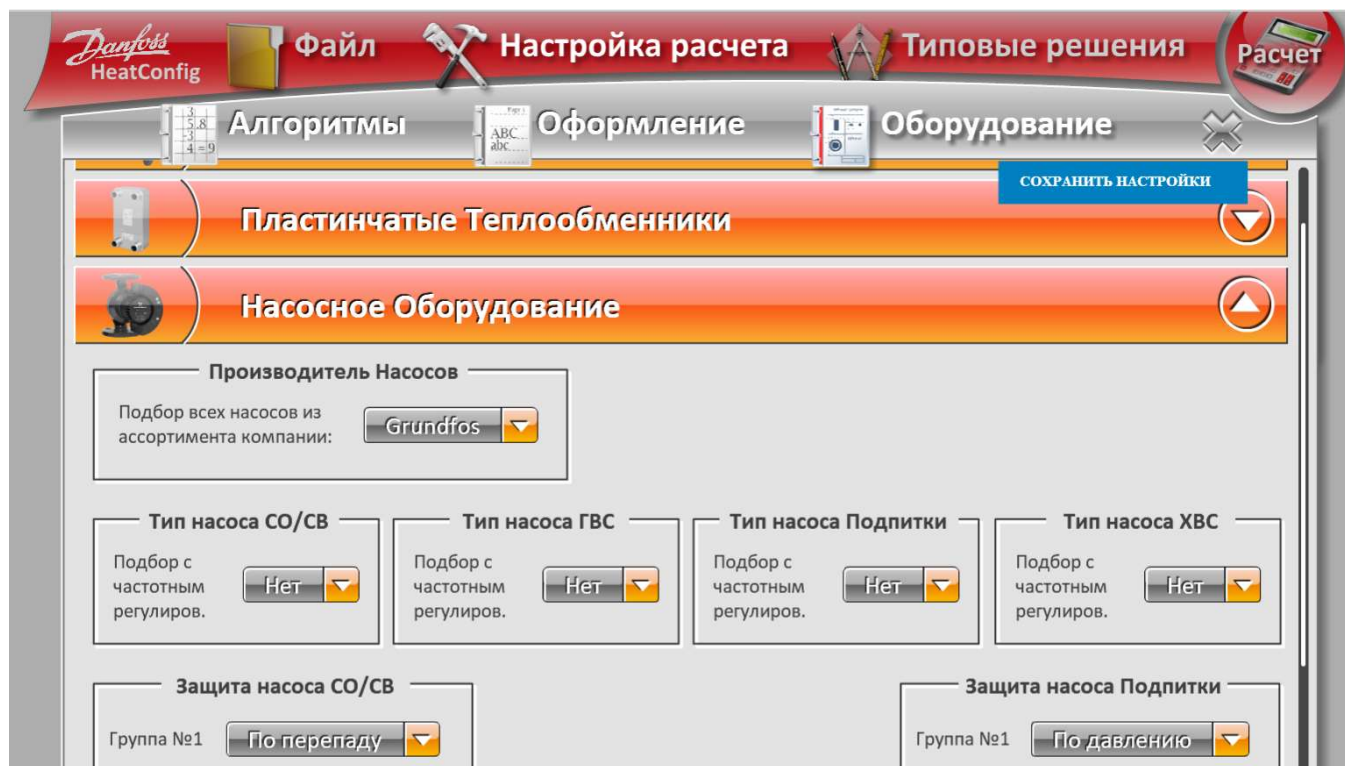 Danfoss
HeatConfig
Файл
Настройка расчета
Типовые решения
Расчет
Алгоритмы
Оформление
Оборудование
СОХРАНИТЬ НАСТРОЙКИ
Пластинчатые Теплообменники
Насосное Оборудование
Производитель Насосов
Подбор всех насосов из
ассортимента компании:
Grundfos
Тип насоса СО/СВ
Подбор с
частотным
регулиров.
Нет
Тип насоса ГВС
Подбор с
частотным
регулиров.
Нет
Тип насоса Подпитки
Подбор с
частотным
регулиров.
Нет
Тип насоса ХВС
Подбор с
частотным
регулиров.
Нет
Защита насоса СО/СВ
Группа №1
По перепаду
Защита насоса Подпитки
Группа №1
По давлению